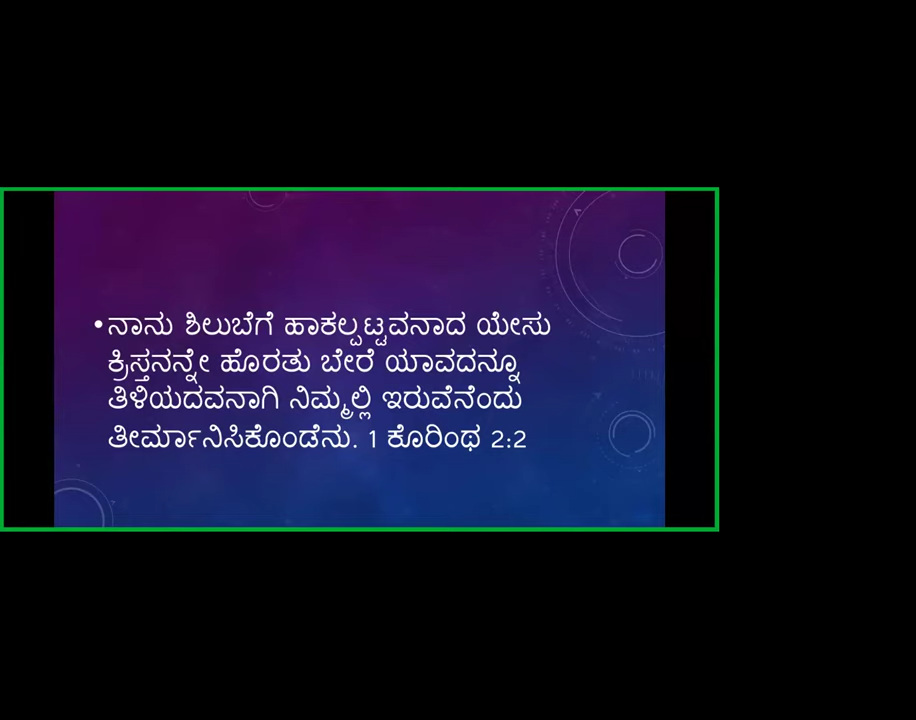 •ನಾನು ಶಿಲುಬೆಗೆ ಹಾಕಲ್ಪಟ್ಟವನಾದ ಯೇಸು
ಕ್ರಿಸ್ತನನ್ನೇ ಹೊರತು ಬೇರೆ ಯಾವದನ್ನೂ
ತಿಳಿಯದವನಾಗಿ ನಿಮ್ಮಲ್ಲಿ ಇರುವೆನೆಂದು
ತೀರ್ಮಾನಿಸಿಕೊಂಡೆನು. 1 ಕೊರಿಂಥ 2:2